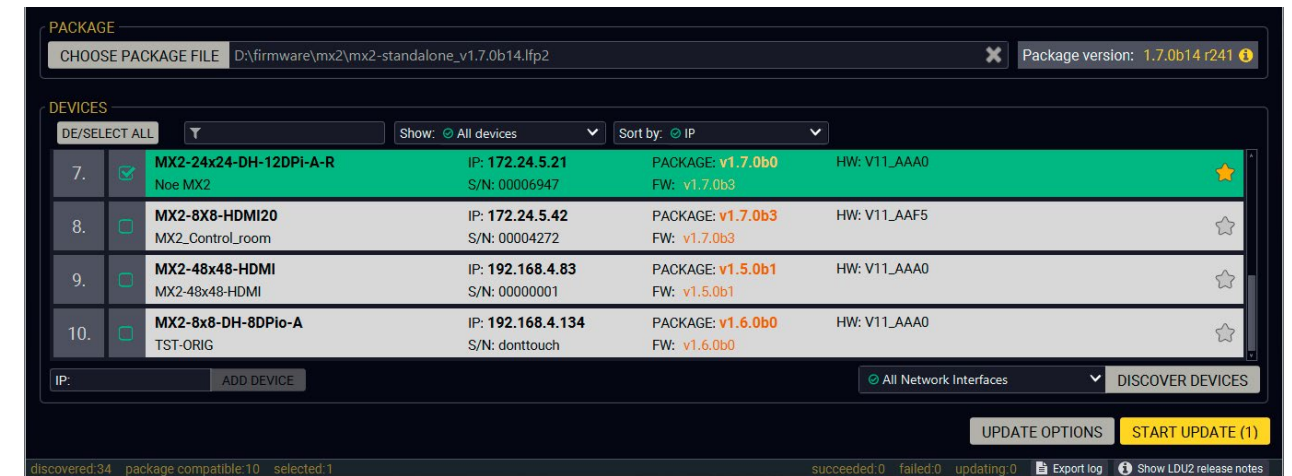 PACKAGE
CHOOSE PACKAGE FILE D:\firmware\mx2\mx2-standalone_v1.7.0b14.lfp2 Package version: 1.7.0b14 r241
DEVICES
DE/SELECT ALL Show: All devices Sort by: IP
7. MX2-24x24-DH-12DPi-A-R IP: 172.24.5.21 PACKAGE: v1.7.0b0 HW: V11_AAA0
Noe MX2 S/N: 00006947 FW: v1.7.0b3
8. MX2-8X8-HDMI20 IP: 172.24.5.42 PACKAGE: v1.7.0b3 HW: V11_AAF5
MX2_Control_room S/N: 00004272 FW: v1.7.0b3
9. MX2-48x48-HDMI IP: 192.168.4.83 PACKAGE: v1.5.0b1 HW: V11_AAA0
MX2-48x48-HDMI S/N: 00000001 FW: v1.5.0b1
10. MX2-8x8-DH-8DPio-A IP: 192.168.4.134 PACKAGE: v1.6.0b0 HW: V11_AAA0
TST-ORIG S/N: donttouch FW: v1.6.0b0
IP: ADD DEVICE All Network Interfaces DISCOVER DEVICES
UPDATE OPTIONS START UPDATE (1)
discovered:34 package compatible:10 selected:1 succeeded:0 failed:0 updating:0 Export log Show LDU2 release notes